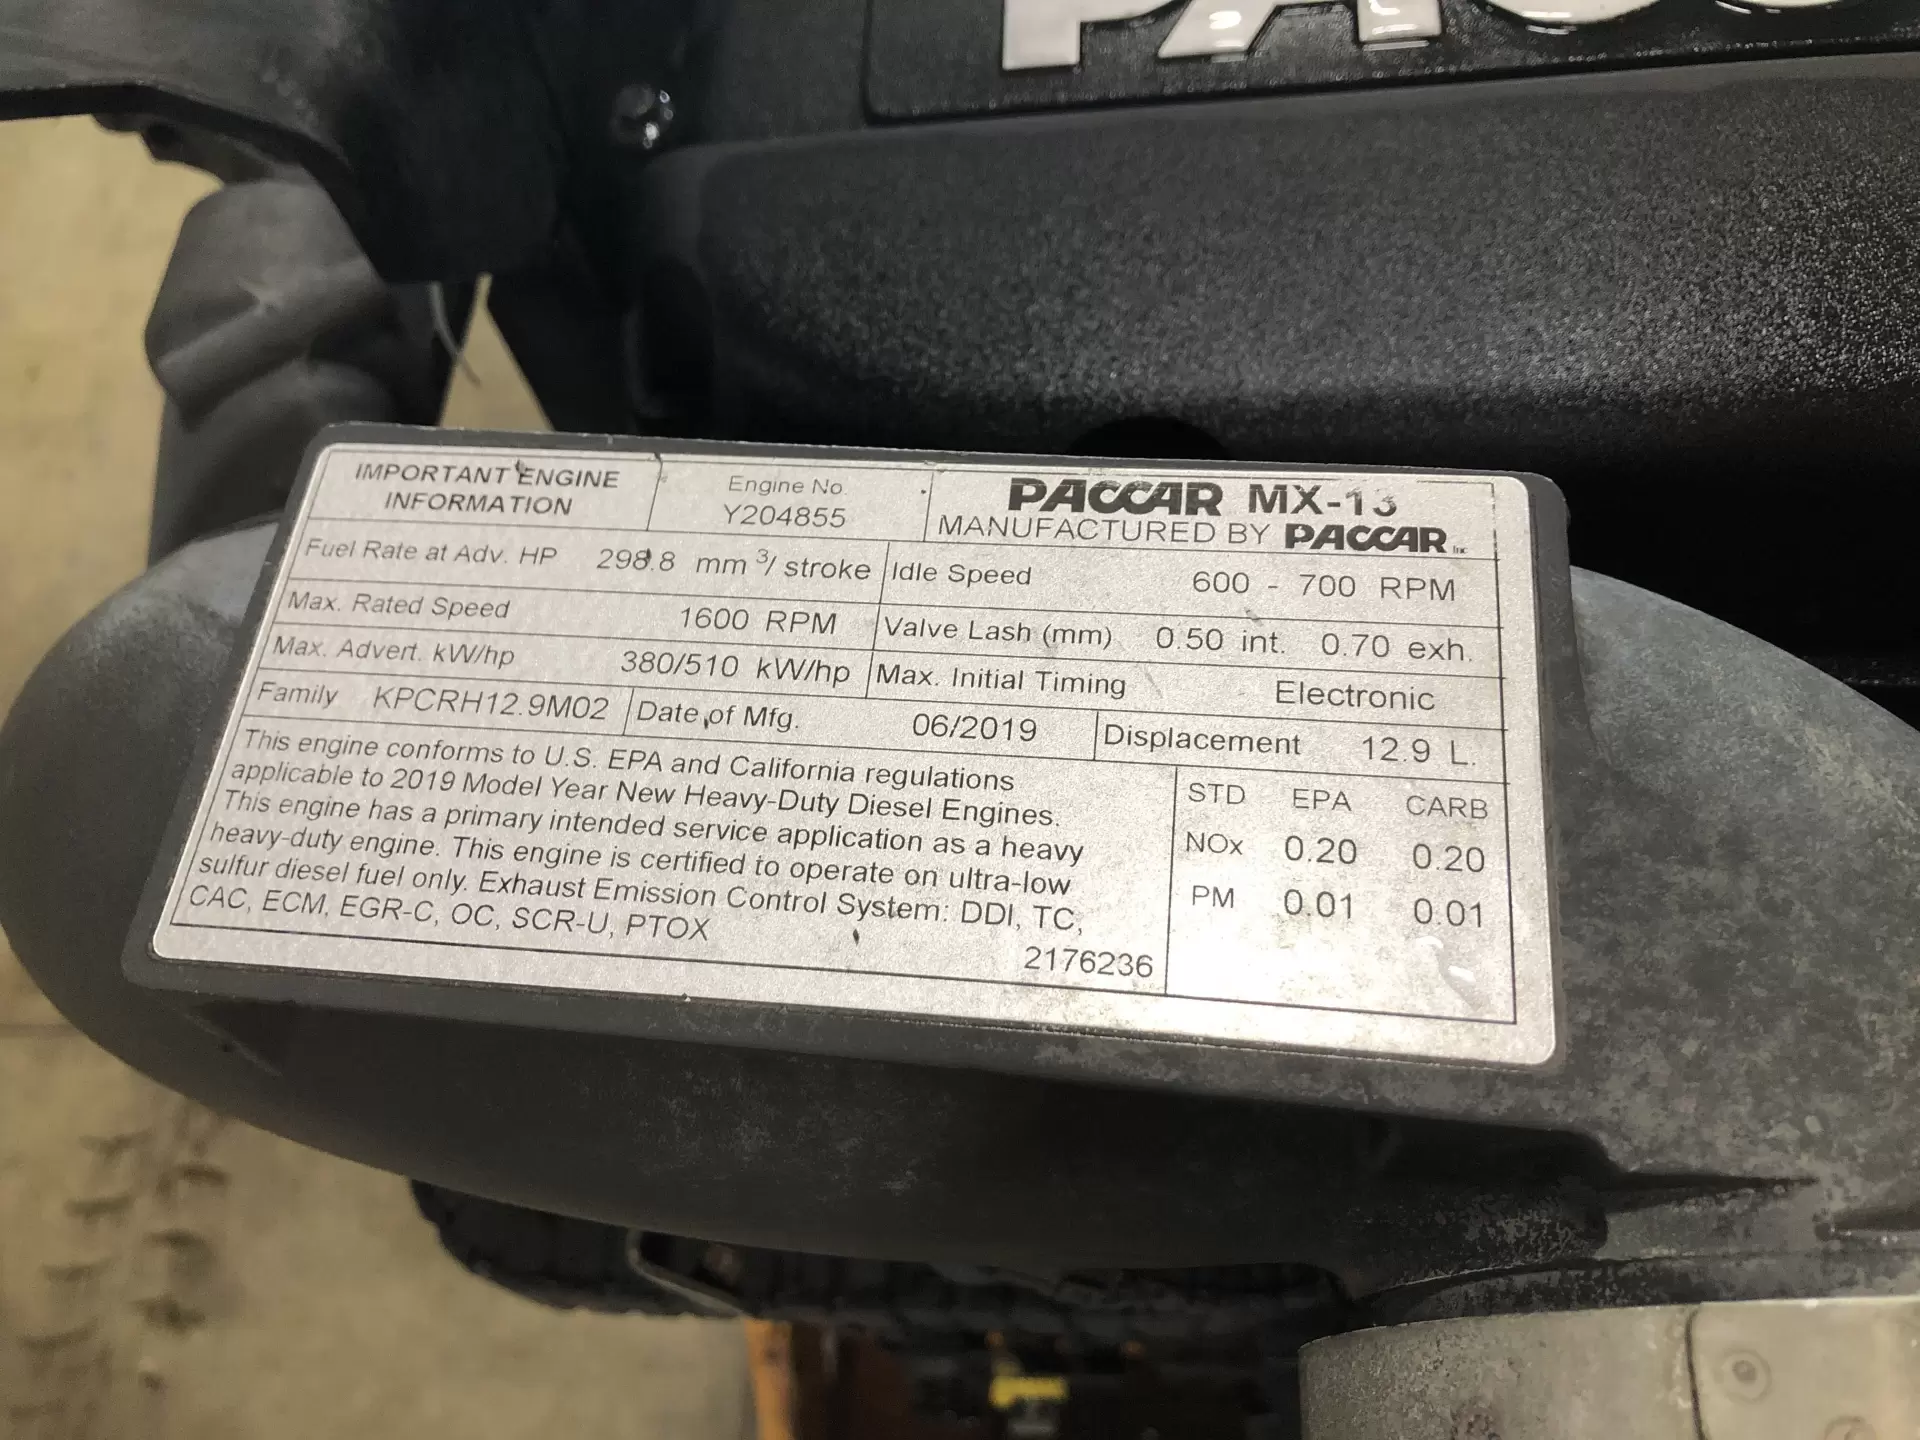 IMPORTANT ENGINE
INFORMATION
Engine No.
Y204855
PACCAR MX-13
MANUFACTURED BY PACCAR Inc
Fuel Rate at Adv. HP 298.8 mm³/ stroke
Idle Speed 600 - 700 RPM
Max. Rated Speed 1600 RPM
Valve Lash (mm) 0.50 int. 0.70 exh.
Max. Advert. kW/hp 380/510 kW/hp
Max. Initial Timing Electronic
Family KPCRH12.9M02
Date of Mfg. 06/2019
Displacement 12.9 L.
This engine conforms to U.S. EPA and California regulations
applicable to 2019 Model Year New Heavy-Duty Diesel Engines.
This engine has a primary intended service application as a heavy
heavy-duty engine. This engine is certified to operate on ultra-low
sulfur diesel fuel only. Exhaust Emission Control System: DDI, TC,
CAC, ECM, EGR-C, OC, SCR-U, PTOX
2176236
STD EPA CARB
NOx 0.20 0.20
PM 0.01 0.01